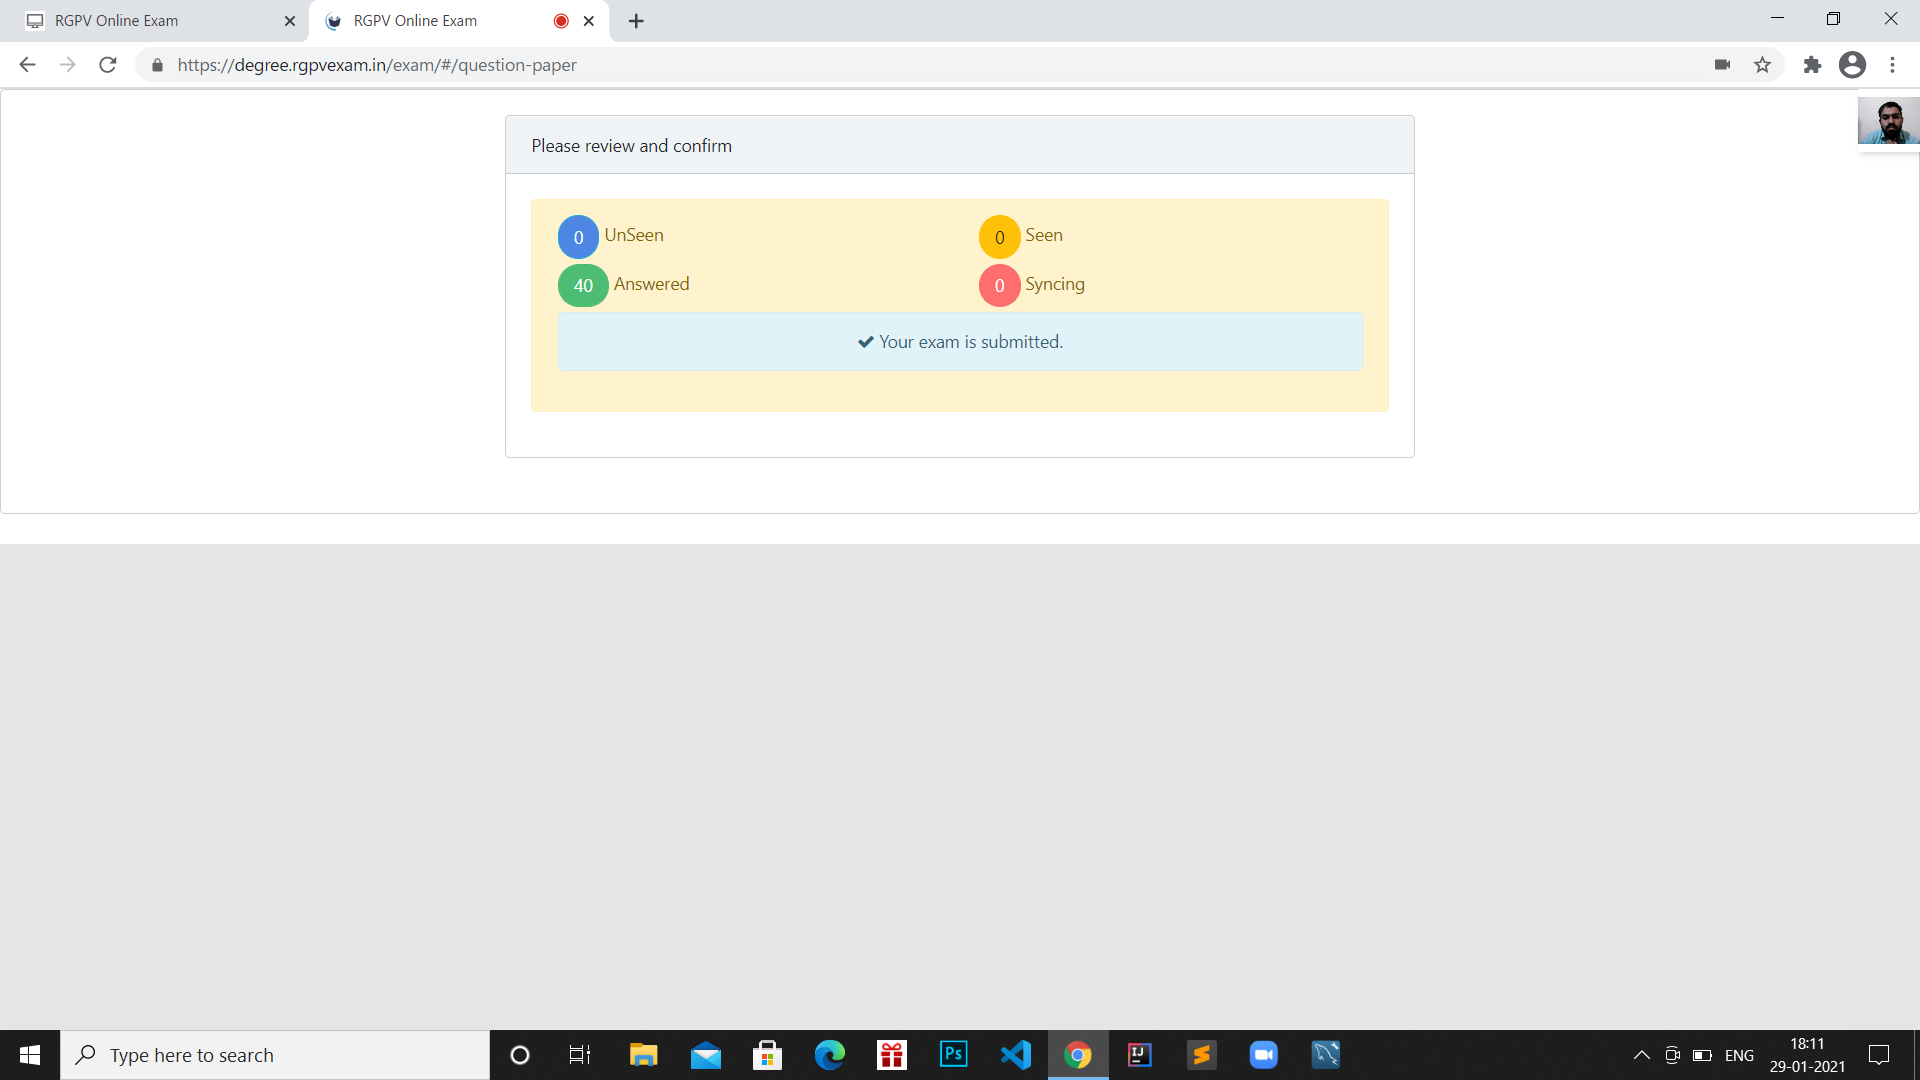 RGPV Online Exam
RGPV Online Exam
https://degree.rgpvexam.in/exam/#/question-paper
Please review and confirm
0 UnSeen
0 Seen
40 Answered
0 Syncing
Your exam is submitted.
Type here to search
Ps
IJ
ENG
18:11
29-01-2021